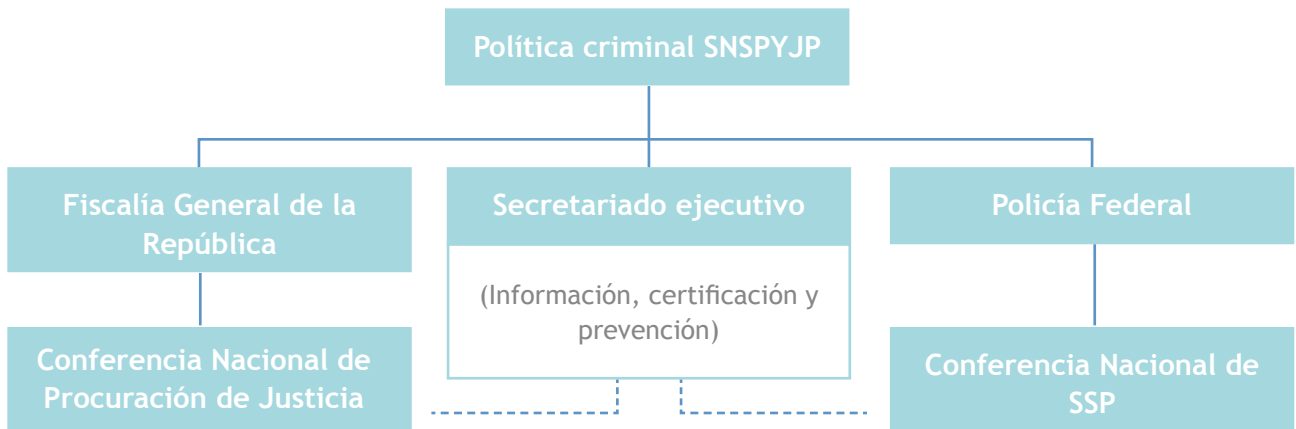 Política criminal SNSPYJP
Fiscalía General de la
República
Secretariado ejecutivo
(Información, certificación y
prevención)
Policía Federal
Conferencia Nacional de
Procuración de Justicia
Conferencia Nacional de
SSP